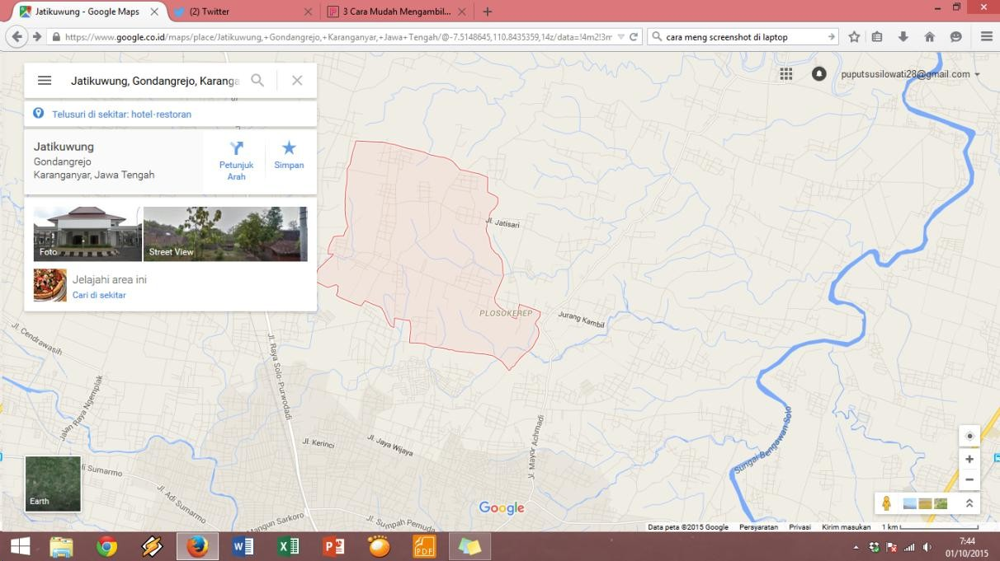 Jatikuwung - Google Maps
(2) Twitter
3 Cara Mudah Mengambil...
https://www.google.co.id/maps/place/Jatikuwung,+Gondangrejo,+Karanganyar,+Jawa+Tengah/@-7.5148645,110.8435359,14z/data=!4m2!3m
cara meng screenshot di laptop
Jatikuwung, Gondangrejo, Karanga
puputsusilowati28@gmail.com
Telusuri di sekitar: hotel-restoran
Jatikuwung
Gondangrejo
Karanganyar, Jawa Tengah
Petunjuk
Arah
Simpan
Foto
Street View
Jelajahi area ini
Cari di sekitar
Jl. Jatisari
PLOSOKEREP
Jurang Kambil
Jl. Cendrawasih
Jl. Raya Solo-Purwodadi
Jalan Raya Ngemplak
Jl. Kerinci
Jl. Jaya Wijaya
Jl. Mayor Achmadi
Sungai Bengawan Solo
di Sumarmo
Jl. Adi Sumarmo
Mangun Sarkoro
Jl. Sumpah Pemuda
Earth
Google
Data peta ©2015 Google
Persyaratan
Privasi
Kirim masukan
1 km
PDF
7:44
01/10/2015